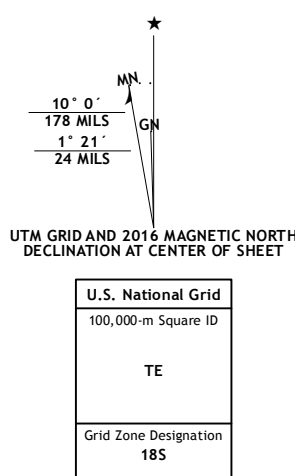 ★
MN
10° 0´
178 MILS
GN
1° 21´
24 MILS
UTM GRID AND 2016 MAGNETIC NORTH
DECLINATION AT CENTER OF SHEET
U.S. National Grid
100,000-m Square ID
TE
Grid Zone Designation
18S